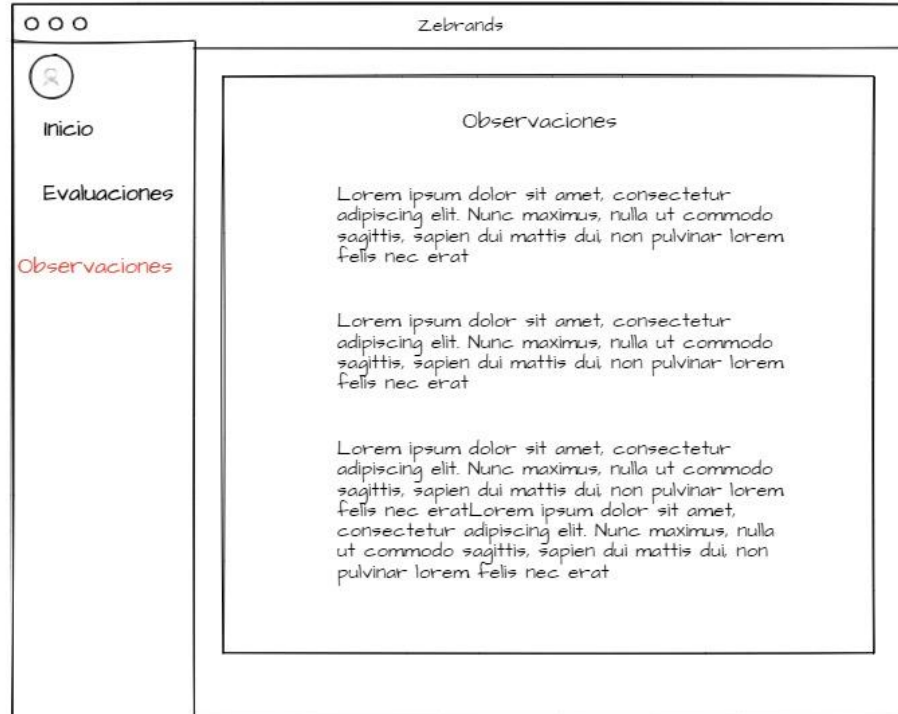 Zebrands
Inicio
Evaluaciones
Observaciones
Observaciones
Lorem ipsum dolor sit amet, consectetur
adipiscing elit. Nunc maximus, nulla ut commodo
sagittis, sapien dui mattis dui, non pulvinar lorem
felis nec erat
Lorem ipsum dolor sit amet, consectetur
adipiscing elit. Nunc maximus, nulla ut commodo
sagittis, sapien dui mattis dui, non pulvinar lorem
felis nec erat
Lorem ipsum dolor sit amet, consectetur
adipiscing elit. Nunc maximus, nulla ut commodo
sagittis, sapien dui mattis dui, non pulvinar lorem
felis nec eratLorem ipsum dolor sit amet,
consectetur adipiscing elit. Nunc maximus, nulla
ut commodo sagittis, sapien dui mattis dui, non
pulvinar lorem felis nec erat